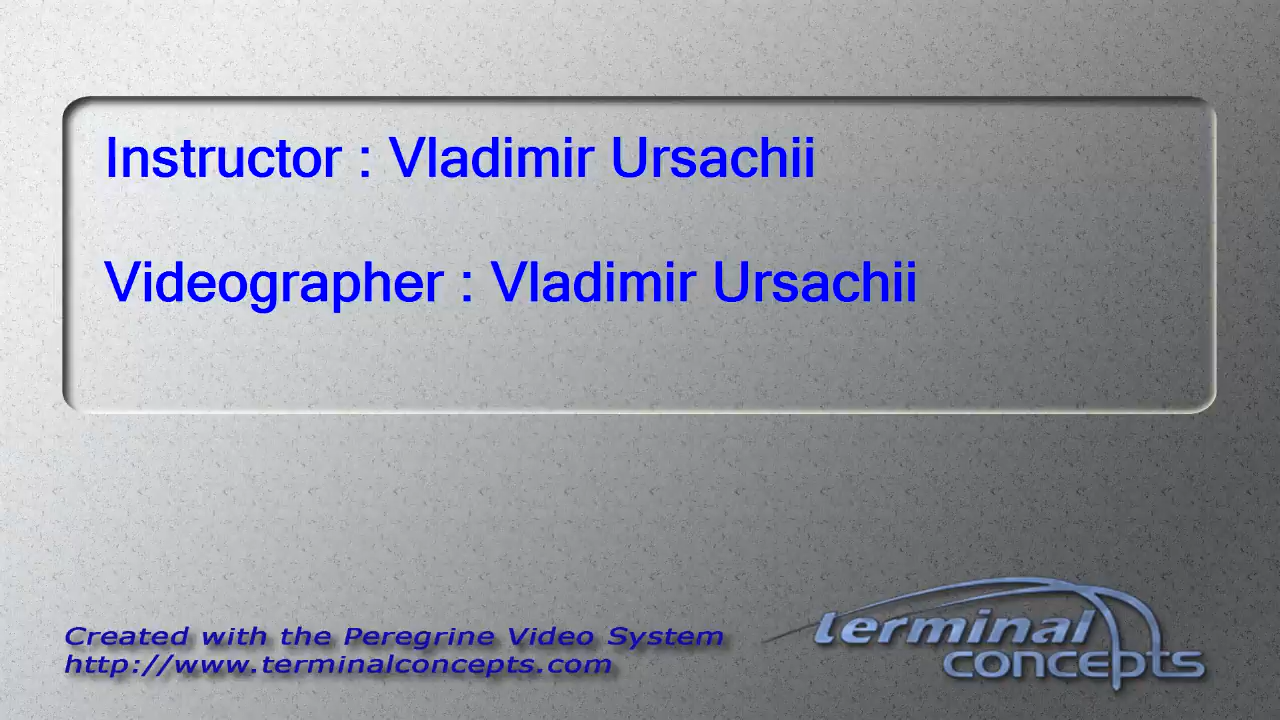 Instructor : Vladimir Ursachii
Videographer : Vladimir Ursachii
Created with the Peregrine Video System
http://www.terminalconcepts.com
terminal
concepts